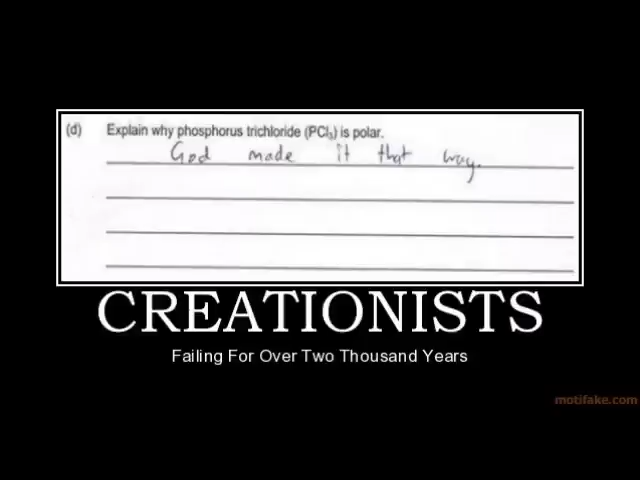 (d) Explain why phosphorus trichloride (PCl₃) is polar.
God made it that way.
CREATIONISTS
Failing For Over Two Thousand Years
motifake.com